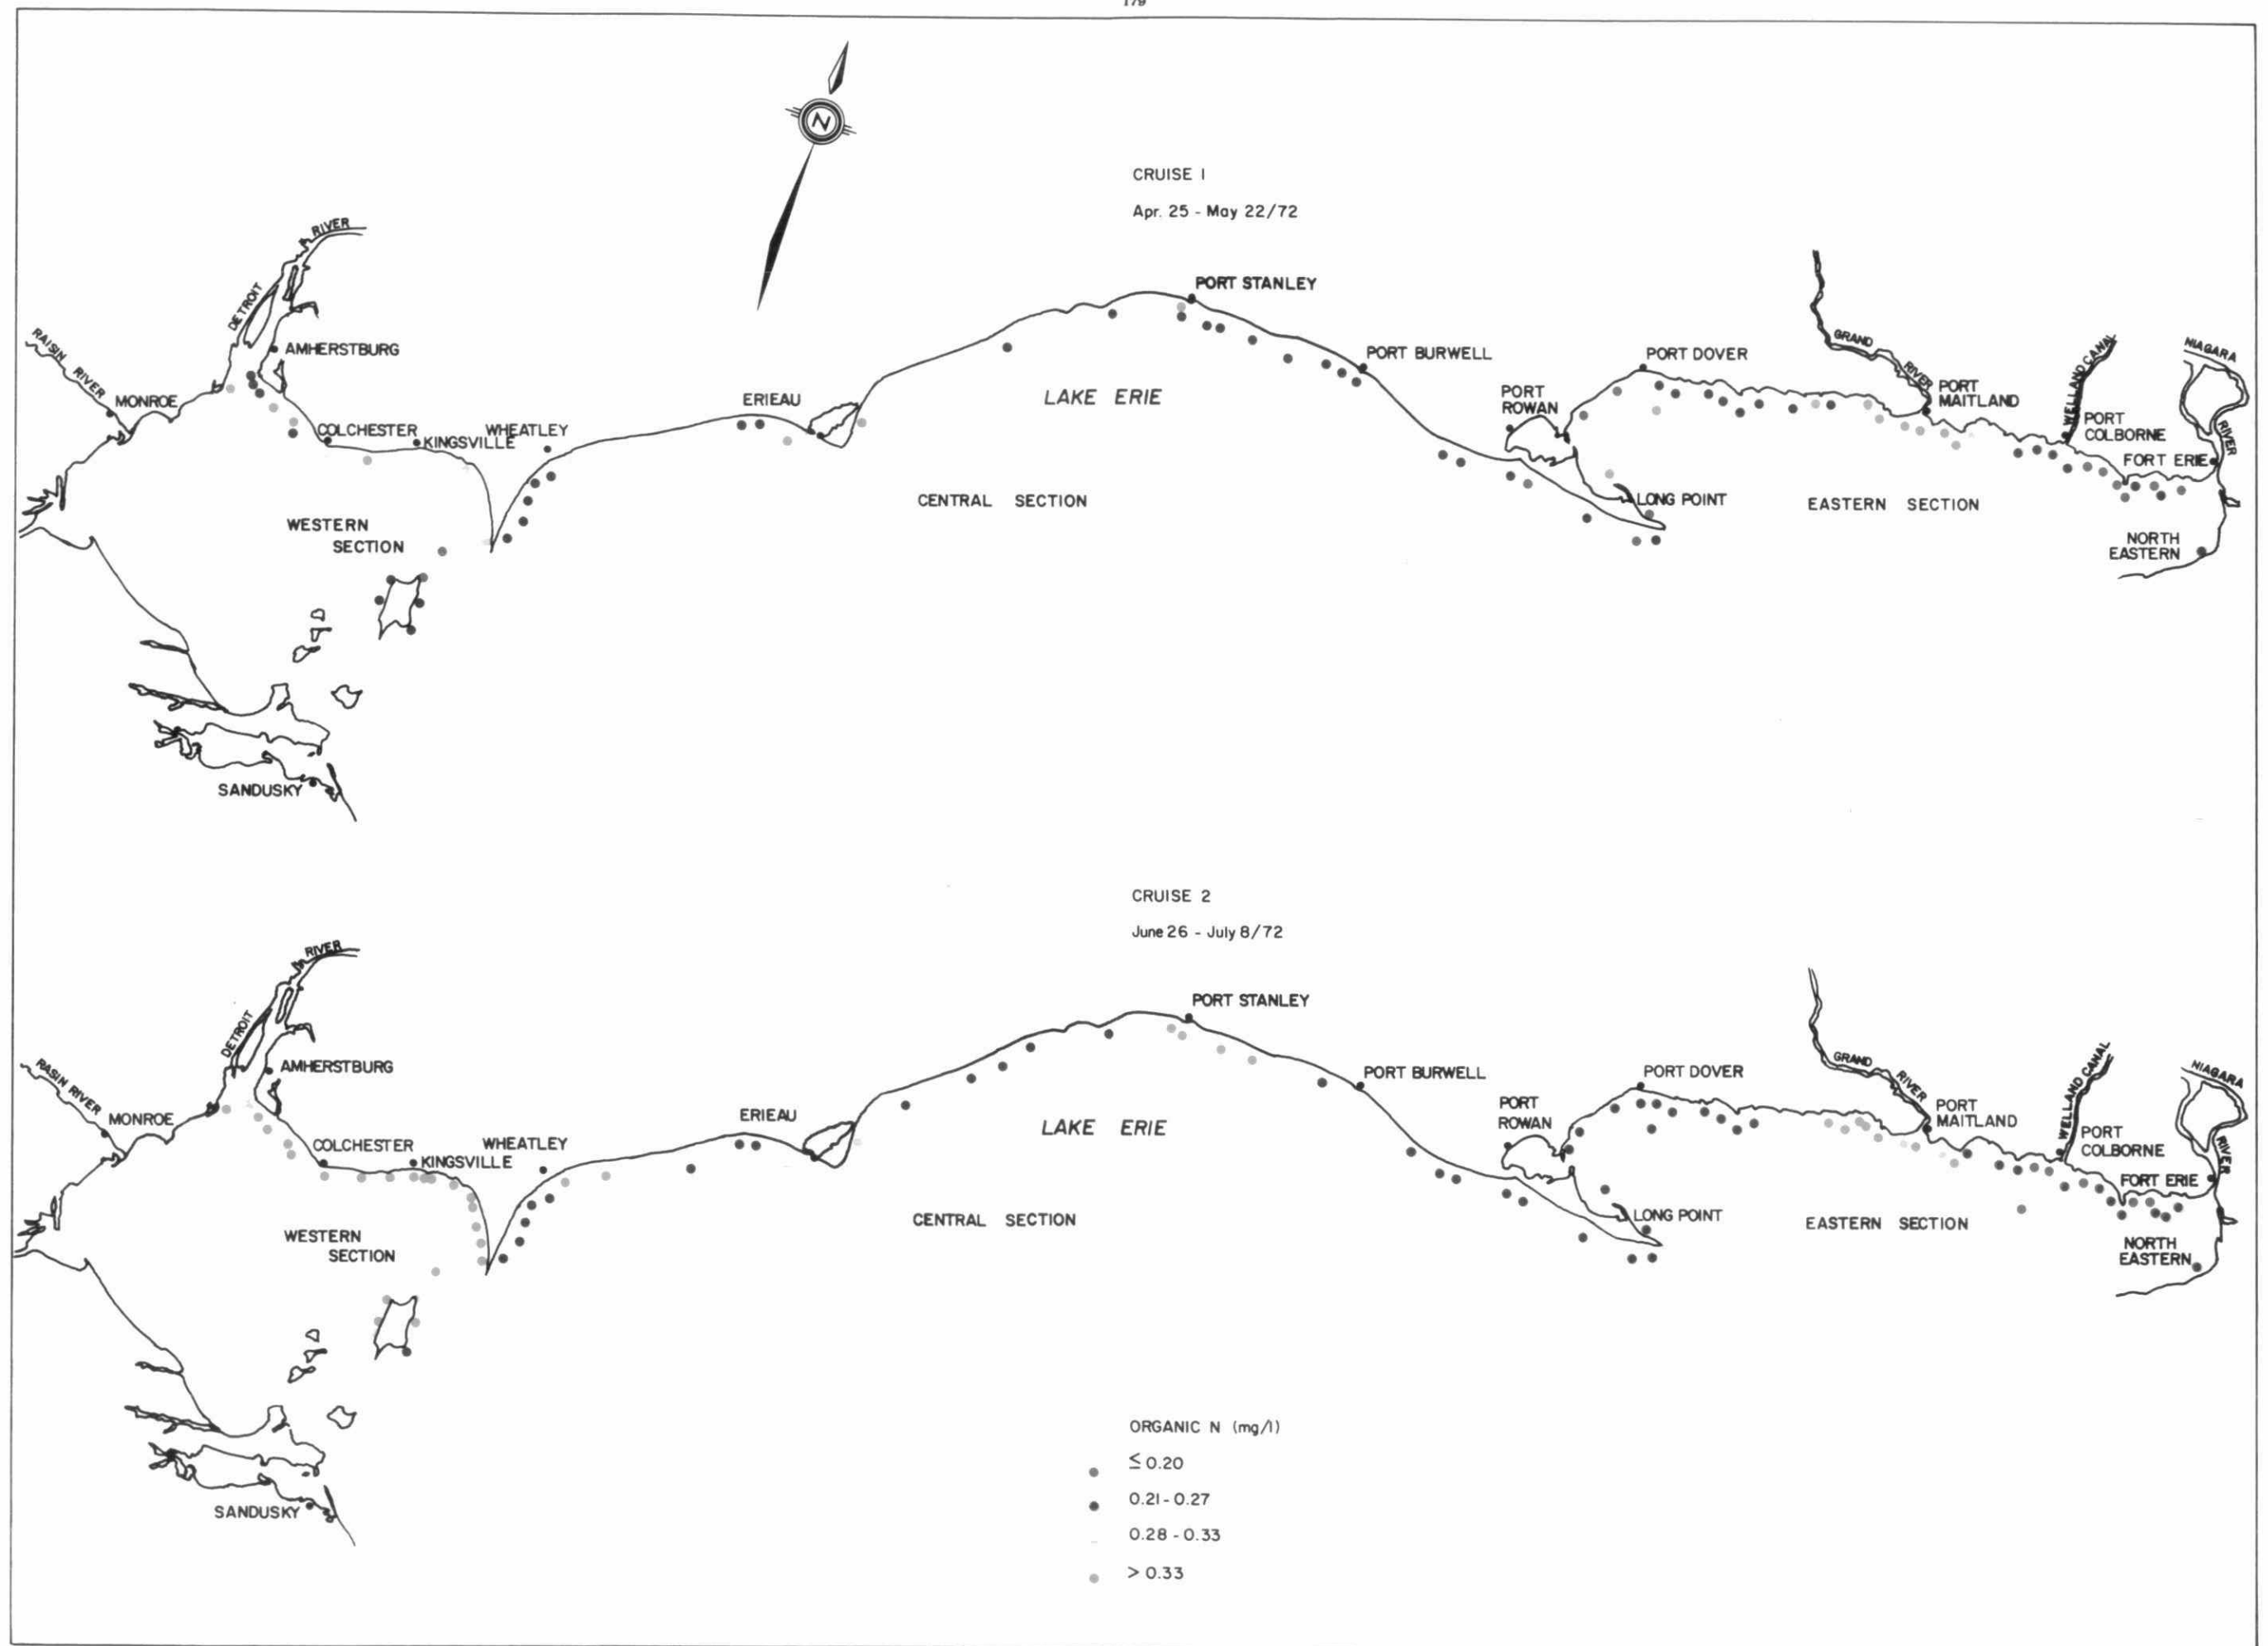 179
CRUISE 1
Apr. 25 - May 22/72
RIVER
DETROIT
RAISIN RIVER
AMHERSTBURG
MONROE
COLCHESTER
KINGSVILLE
WHEATLEY
ERIEAU
PORT STANLEY
PORT BURWELL
LAKE ERIE
PORT DOVER
PORT
ROWAN
GRAND
RIVER
PORT
MAITLAND
WELLAND CANAL
PORT
COLBORNE
NIAGARA
RIVER
FORT ERIE
LONG POINT
CENTRAL SECTION
EASTERN SECTION
WESTERN
SECTION
NORTH
EASTERN
SANDUSKY
CRUISE 2
June 26 - July 8/72
RIVER
DETROIT
RASIN RIVER
AMHERSTBURG
MONROE
COLCHESTER
KINGSVILLE
WHEATLEY
ERIEAU
PORT STANLEY
PORT BURWELL
LAKE ERIE
PORT DOVER
PORT
ROWAN
GRAND
RIVER
PORT
MAITLAND
WELLAND CANAL
PORT
COLBORNE
NIAGARA
RIVER
FORT ERIE
LONG POINT
CENTRAL SECTION
EASTERN SECTION
WESTERN
SECTION
NORTH
EASTERN
SANDUSKY
N
ORGANIC N (mg/l)
≤ 0.20
0.21 - 0.27
0.28 - 0.33
> 0.33